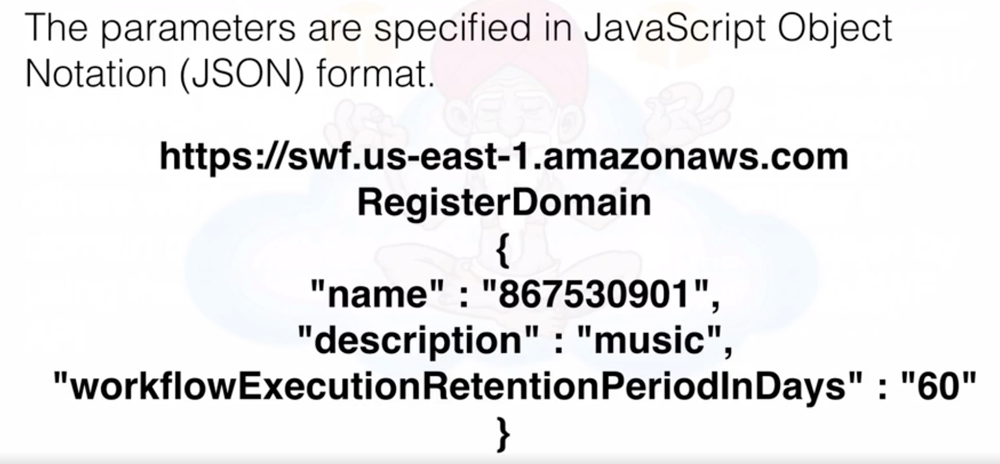 The parameters are specified in JavaScript Object
Notation (JSON) format.
https://swf.us-east-1.amazonaws.com
RegisterDomain
{
"name" : "867530901",
"description" : "music",
"workflowExecutionRetentionPeriodInDays" : "60"
}